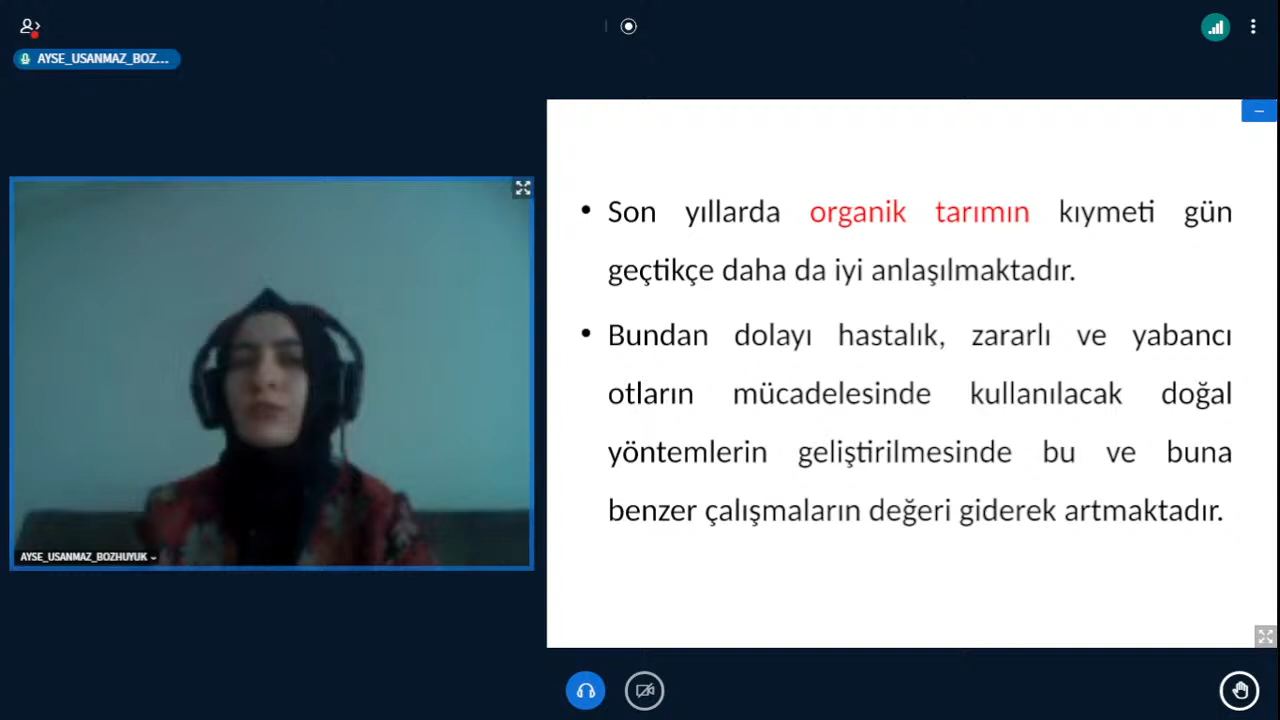 AYSE_USANMAZ_BOZ...
Son yıllarda organik tarımın kıymeti gün
geçtikçe daha da iyi anlaşılmaktadır.
Bundan dolayı hastalık, zararlı ve yabancı
otların mücadelesinde kullanılacak doğal
yöntemlerin geliştirilmesinde bu ve buna
benzer çalışmaların değeri giderek artmaktadır.
AYSE_USANMAZ_BOZHUYUK